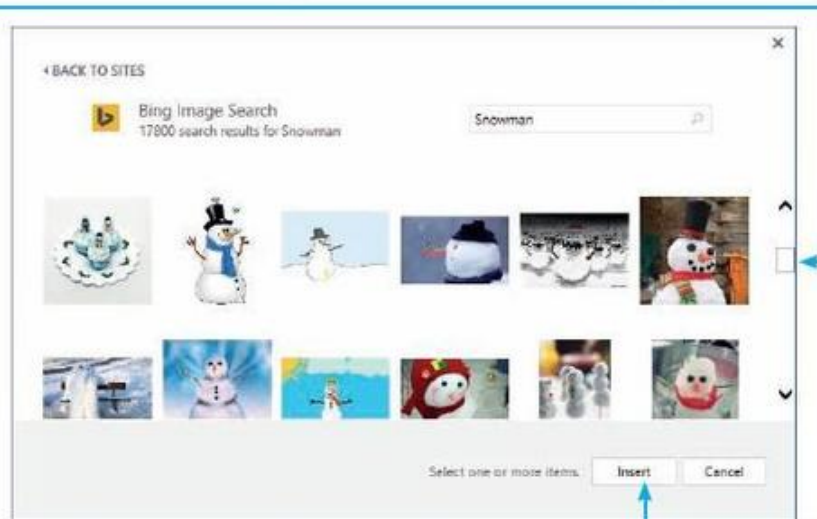 BACK TO SITES
Bing Image Search
17800 search results for Snowman
Snowman
Select one or more items.
Insert
Cancel